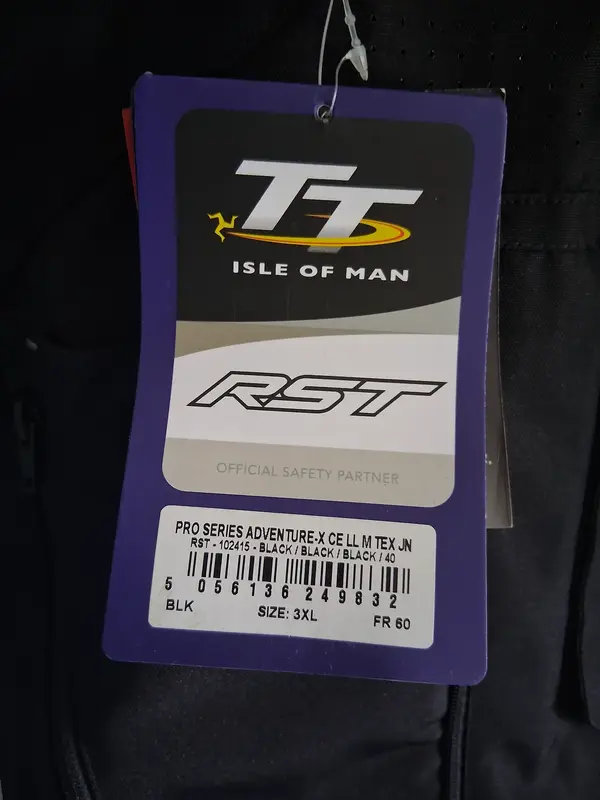 TT
ISLE OF MAN
RST
OFFICIAL SAFETY PARTNER
PRO SERIES ADVENTURE-X CE LL M TEX JN
RST - 102415 - BLACK / BLACK / BLACK / 40
5 056136 249832
BLK SIZE: 3XL FR 60